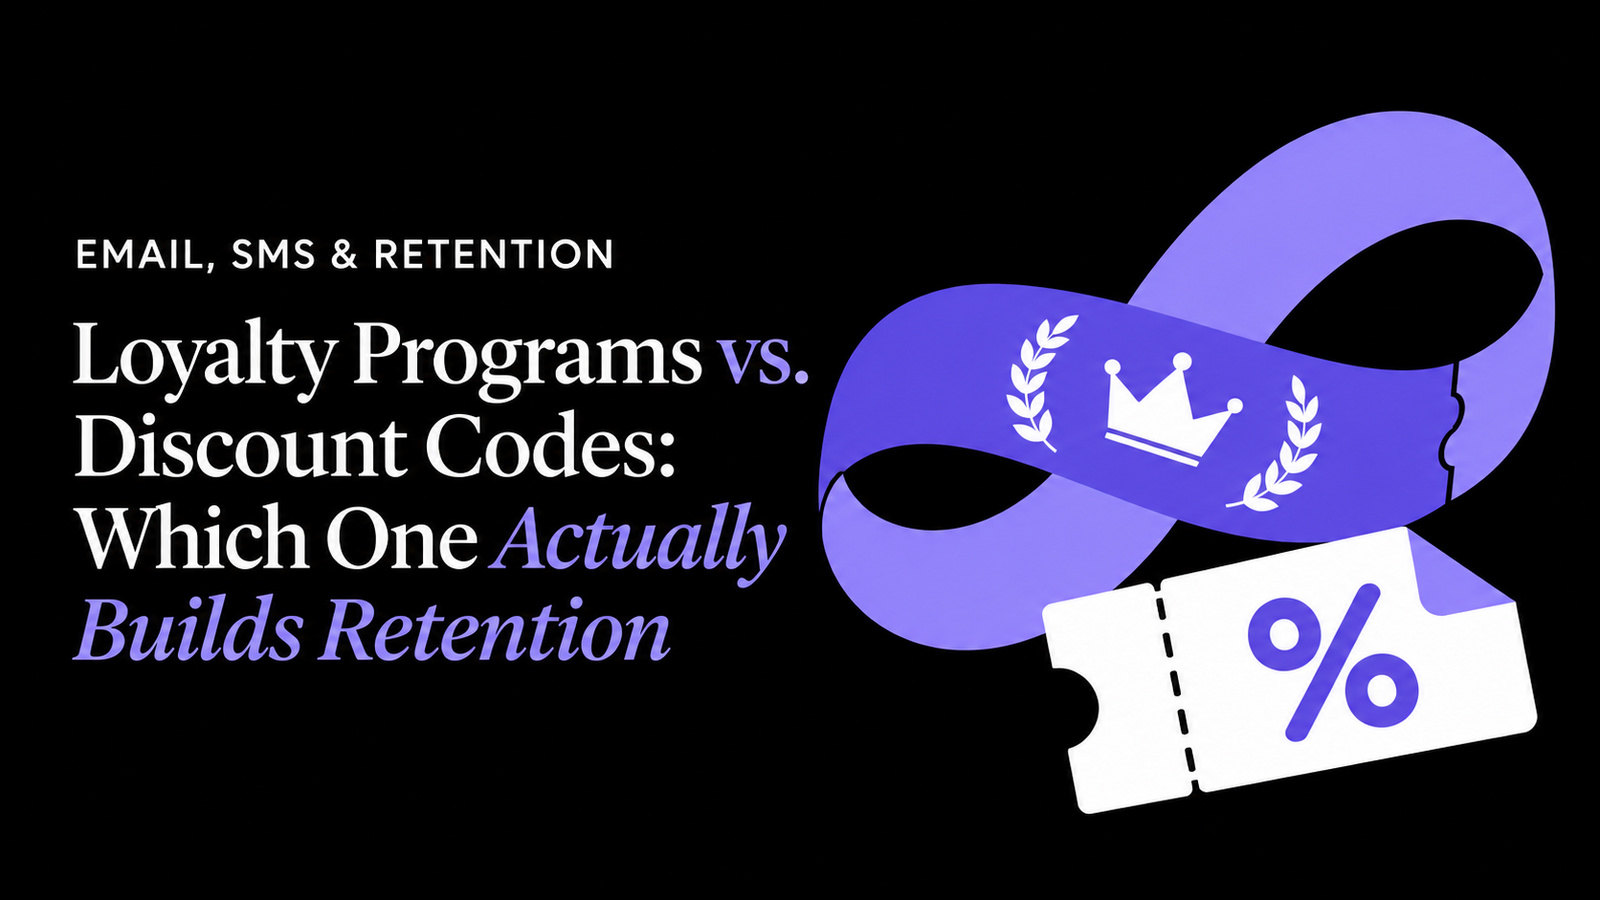 EMAIL, SMS & RETENTION
Loyalty Programs vs.
Discount Codes:
Which One Actually
Builds Retention
%